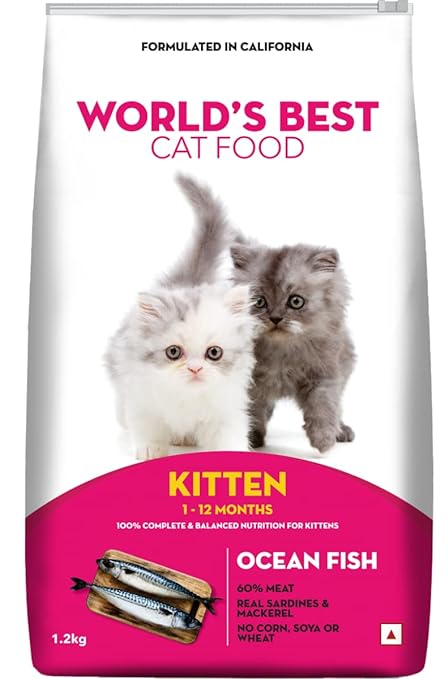 FORMULATED IN CALIFORNIA
WORLD'S BEST
CAT FOOD
KITTEN
1 - 12 MONTHS
100% COMPLETE & BALANCED NUTRITION FOR KITTENS
OCEAN FISH
60% MEAT
REAL SARDINES &
MACKEREL
NO CORN, SOYA OR
WHEAT
1.2kg